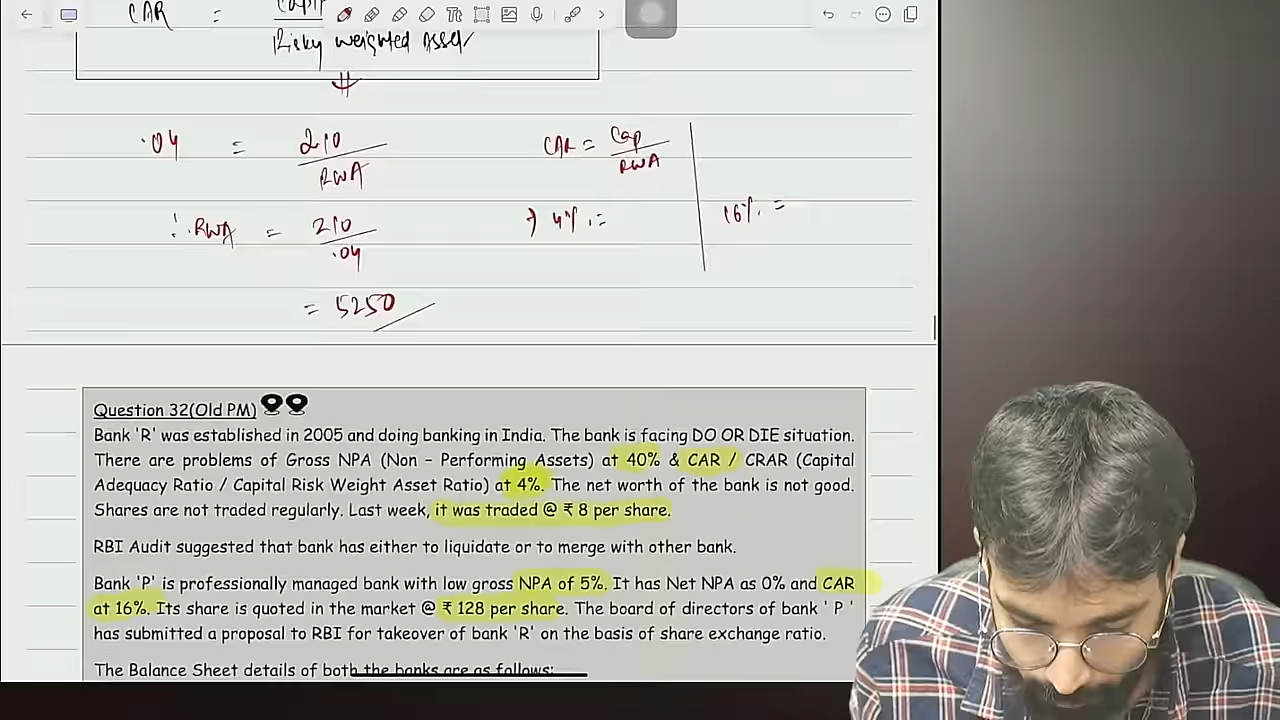 CAR =
Risky weighted Asset
.04 = 210 / RWA
CAR = Cap / RWA
∴ RWA = 210 / .04
⇒ 4% =
16% =
= 5250
Question 32(Old PM)
Bank 'R' was established in 2005 and doing banking in India. The bank is facing DO OR DIE situation.
There are problems of Gross NPA (Non – Performing Assets) at 40% & CAR / CRAR (Capital
Adequacy Ratio / Capital Risk Weight Asset Ratio) at 4%. The net worth of the bank is not good.
Shares are not traded regularly. Last week, it was traded @ ₹ 8 per share.
RBI Audit suggested that bank has either to liquidate or to merge with other bank.
Bank 'P' is professionally managed bank with low gross NPA of 5%. It has Net NPA as 0% and CAR
at 16%. Its share is quoted in the market @ ₹ 128 per share. The board of directors of bank ' P '
has submitted a proposal to RBI for takeover of bank 'R' on the basis of share exchange ratio.
The Balance Sheet details of both the banks are as follows: